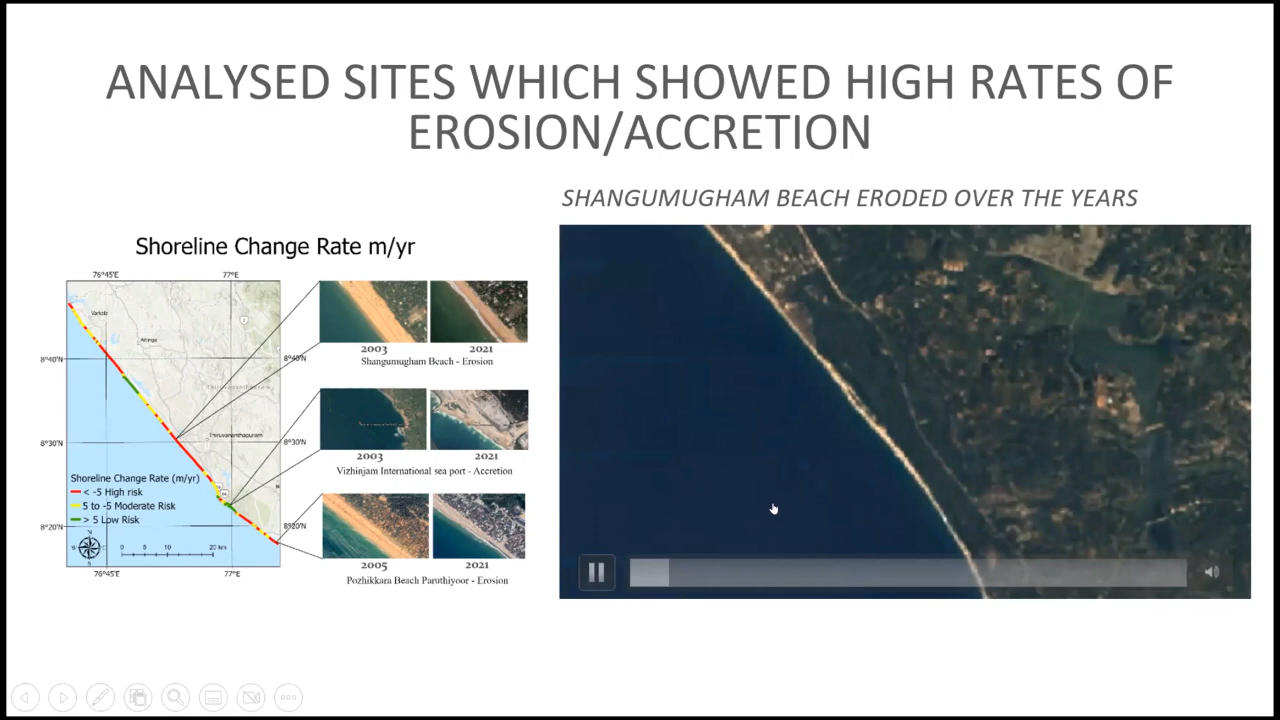 ANALYSED SITES WHICH SHOWED HIGH RATES OF
EROSION/ACCRETION
SHANGUMUGHAM BEACH ERODED OVER THE YEARS
Shoreline Change Rate m/yr
76°45'E
77°E
Varkala
Attingal
8°40'N
8°40'N
Thiruvananthapuram
8°30'N
8°30'N
Thiruvananthapuram
8°20'N
8°20'N
Shoreline Change Rate (m/yr)
< -5 High risk
5 to -5 Moderate Risk
> 5 Low Risk
N
S
0 5 10 20 km
76°45'E
77°E
2003
2021
Shangumugham Beach - Erosion
2003
2021
Vizhinjam International sea port - Accretion
2005
2021
Pozhikkara Beach Paruthiyoor - Erosion